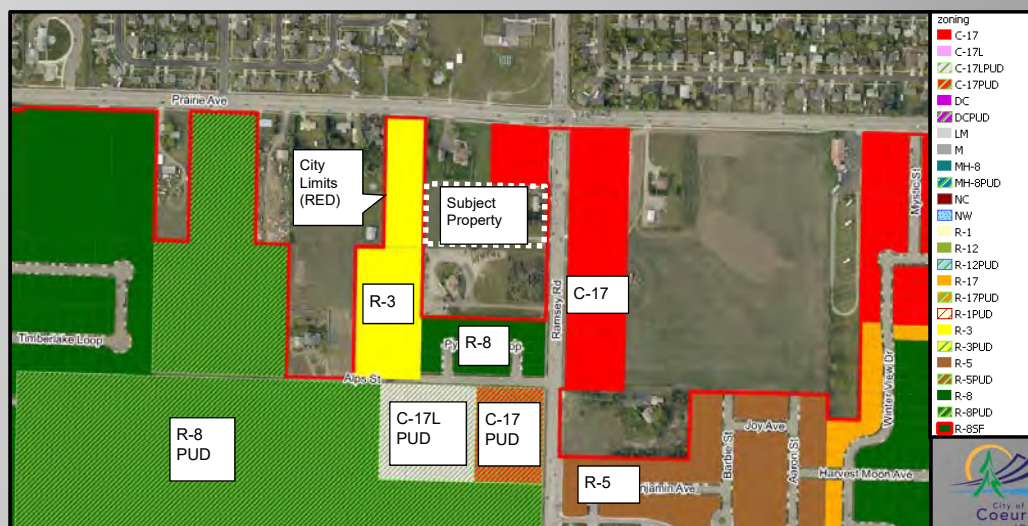 Prairie Ave
City
Limits
(RED)
Subject
Property
R-3
C-17
Ramsey Rd
R-8
Timberlake Loop
Alps St
R-8
PUD
C-17L
PUD
C-17
PUD
R-5
Barbie St
Joy Ave
Aaron St
Harvest Moon Ave
Winter View Dr
Mystic St
zoning
C-17
C-17L
C-17LPUD
C-17PUD
DC
DCPUD
LM
M
MH-8
MH-8PUD
NC
NW
R-1
R-12
R-12PUD
R-17
R-17PUD
R-1PUD
R-3
R-3PUD
R-5
R-5PUD
R-8
R-8PUD
R-8SF
City of
Coeur